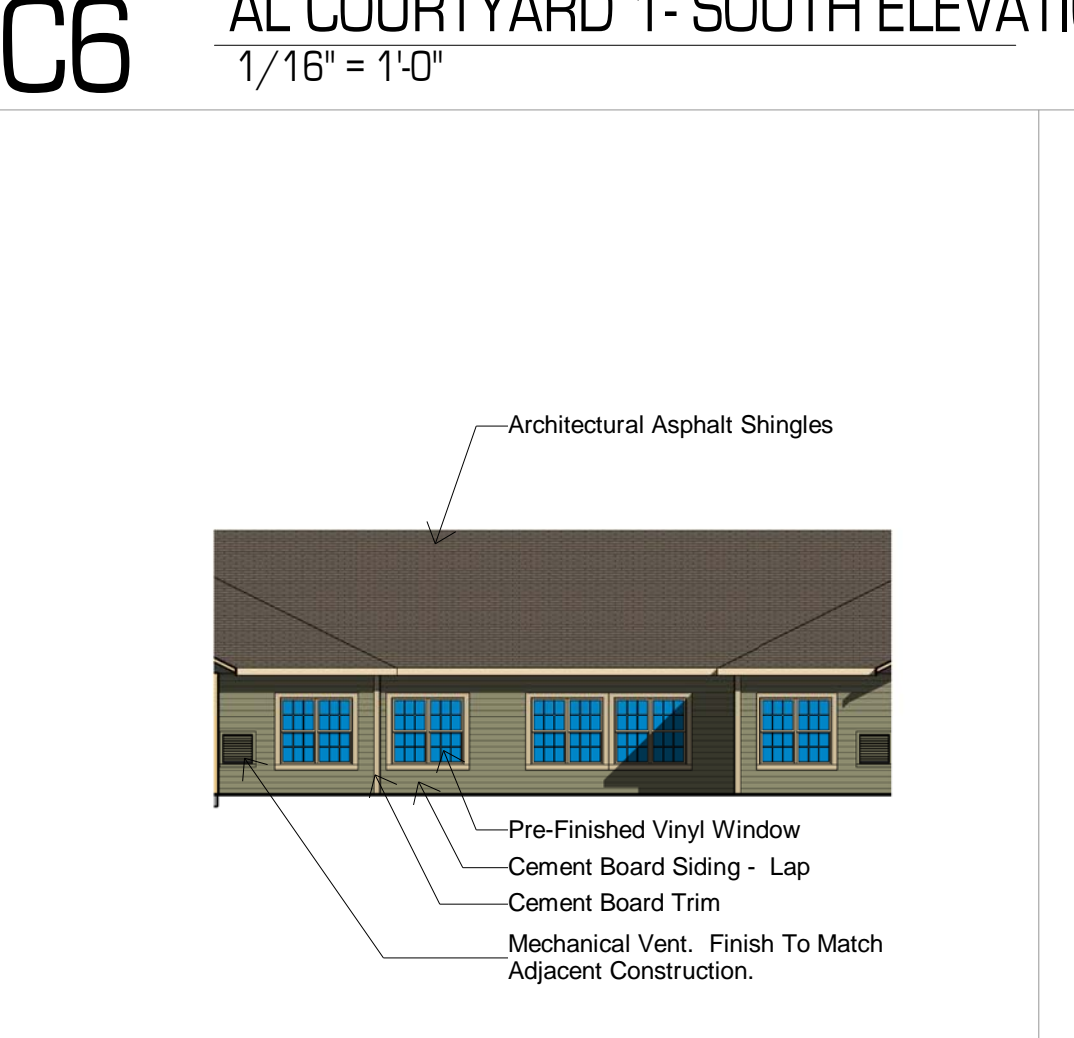 C6
AL COURTYARD 1- SOUTH
1/16" = 1'-0"
Architectural Asphalt Shingles
Pre-Finished Vinyl Window
Cement Board Siding - Lap
Cement Board Trim
Mechanical Vent. Finish To Match
Adjacent Construction.